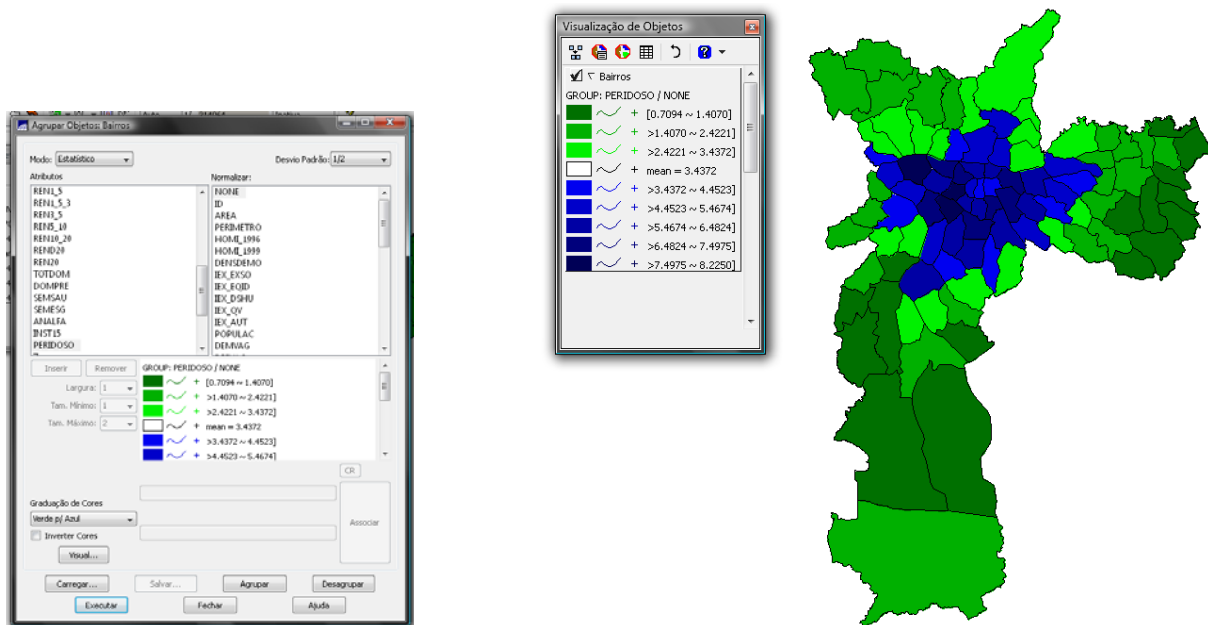 Agrupar Objetos: Bairros
Modo: Estatístico
Desvio Padrão: 1/2
Atributos
Normalizar:
REN1_5
REN1_5_3
REN3_5
REN5_10
REN10_20
REND20
REN20
TOTDOM
DOMPRE
SEMSAU
SEMESG
ANALFA
INST15
PERIDOSO
NONE
ID
AREA
PERIMETRO
HOMI_1996
HOMI_1999
DENSDEMO
IEX_EXSO
IEX_EQID
IEX_DSHU
IEX_QV
IEX_AUT
POPULAC
DEMVAG
Inserir
Remover
Largura: 1
Tam. Mínimo: 1
Tam. Máximo: 2
GROUP: PERIDOSO / NONE
[0.7094 ~ 1.4070]
>1.4070 ~ 2.4221]
>2.4221 ~ 3.4372]
mean = 3.4372
>3.4372 ~ 4.4523]
>4.4523 ~ 5.4674]
CR
Graduação de Cores
Verde p/ Azul
Inverter Cores
Visual...
Associar
Carregar...
Salvar...
Agrupar
Desagrupar
Executar
Fechar
Ajuda
Visualização de Objetos
Bairros
GROUP: PERIDOSO / NONE
[0.7094 ~ 1.4070]
>1.4070 ~ 2.4221]
>2.4221 ~ 3.4372]
mean = 3.4372
>3.4372 ~ 4.4523]
>4.4523 ~ 5.4674]
>5.4674 ~ 6.4824]
>6.4824 ~ 7.4975]
>7.4975 ~ 8.2250]